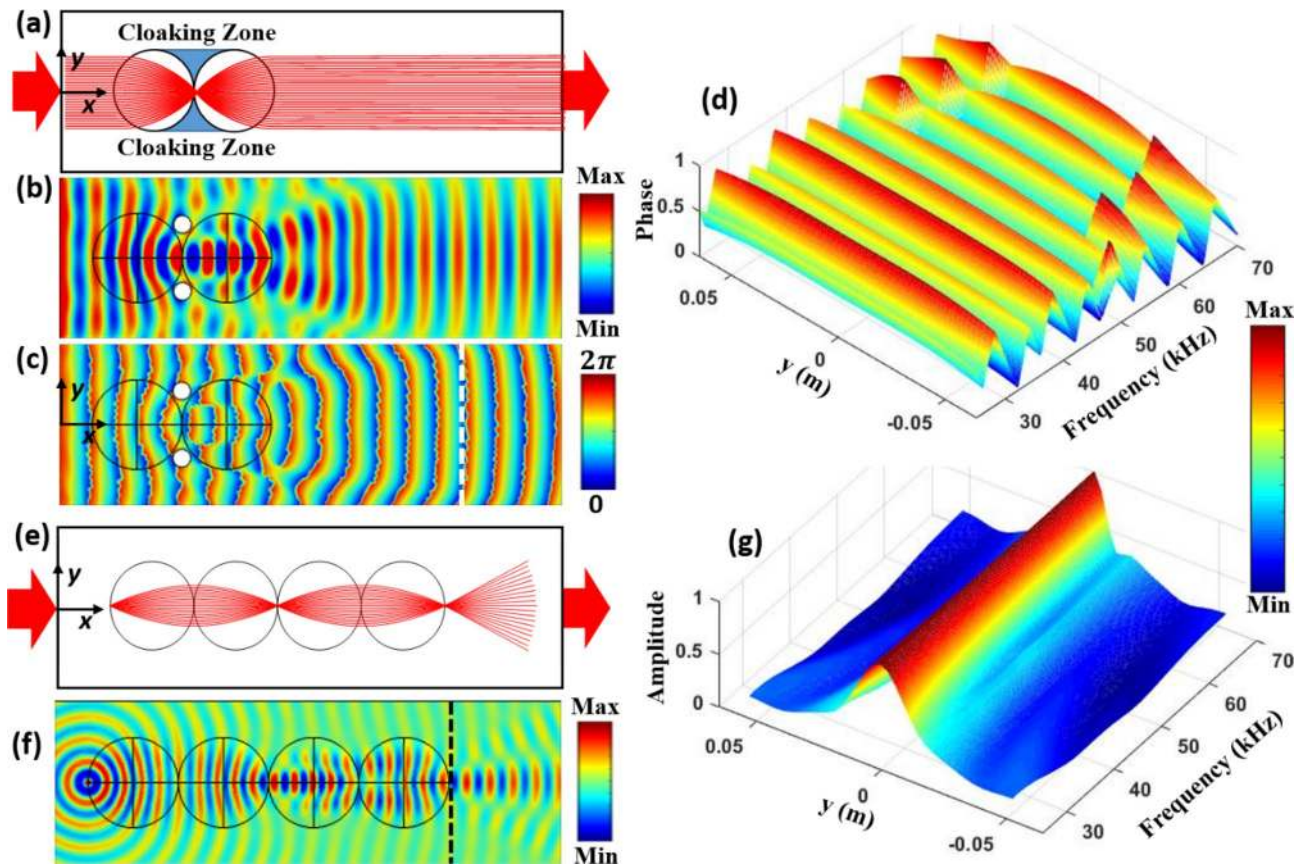 (a)
Cloaking Zone
y
x
Cloaking Zone
(b)
Max
Min
(c)
2π
y
x
0
(d)
1
0.5
0
Phase
0.05
0
-0.05
y (m)
30
40
50
60
70
Frequency (kHz)
Max
Min
(e)
y
x
(f)
Max
Min
(g)
1
0.5
0
Amplitude
0.05
0
-0.05
y (m)
30
40
50
60
70
Frequency (kHz)